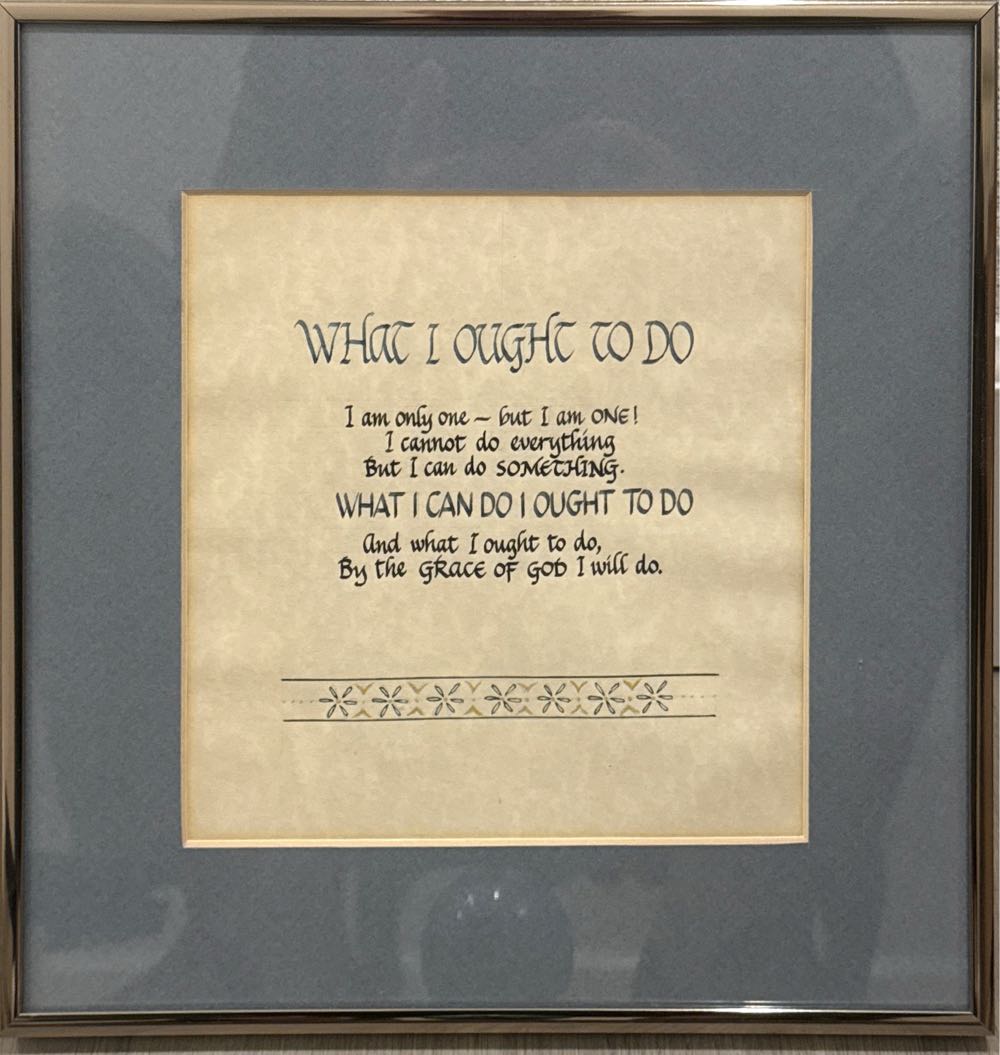 WHAT I OUGHT TO DO
I am only one – but I am ONE!
I cannot do everything
But I can do SOMETHING.
WHAT I CAN DO I OUGHT TO DO
And what I ought to do,
By the GRACE OF GOD I will do.